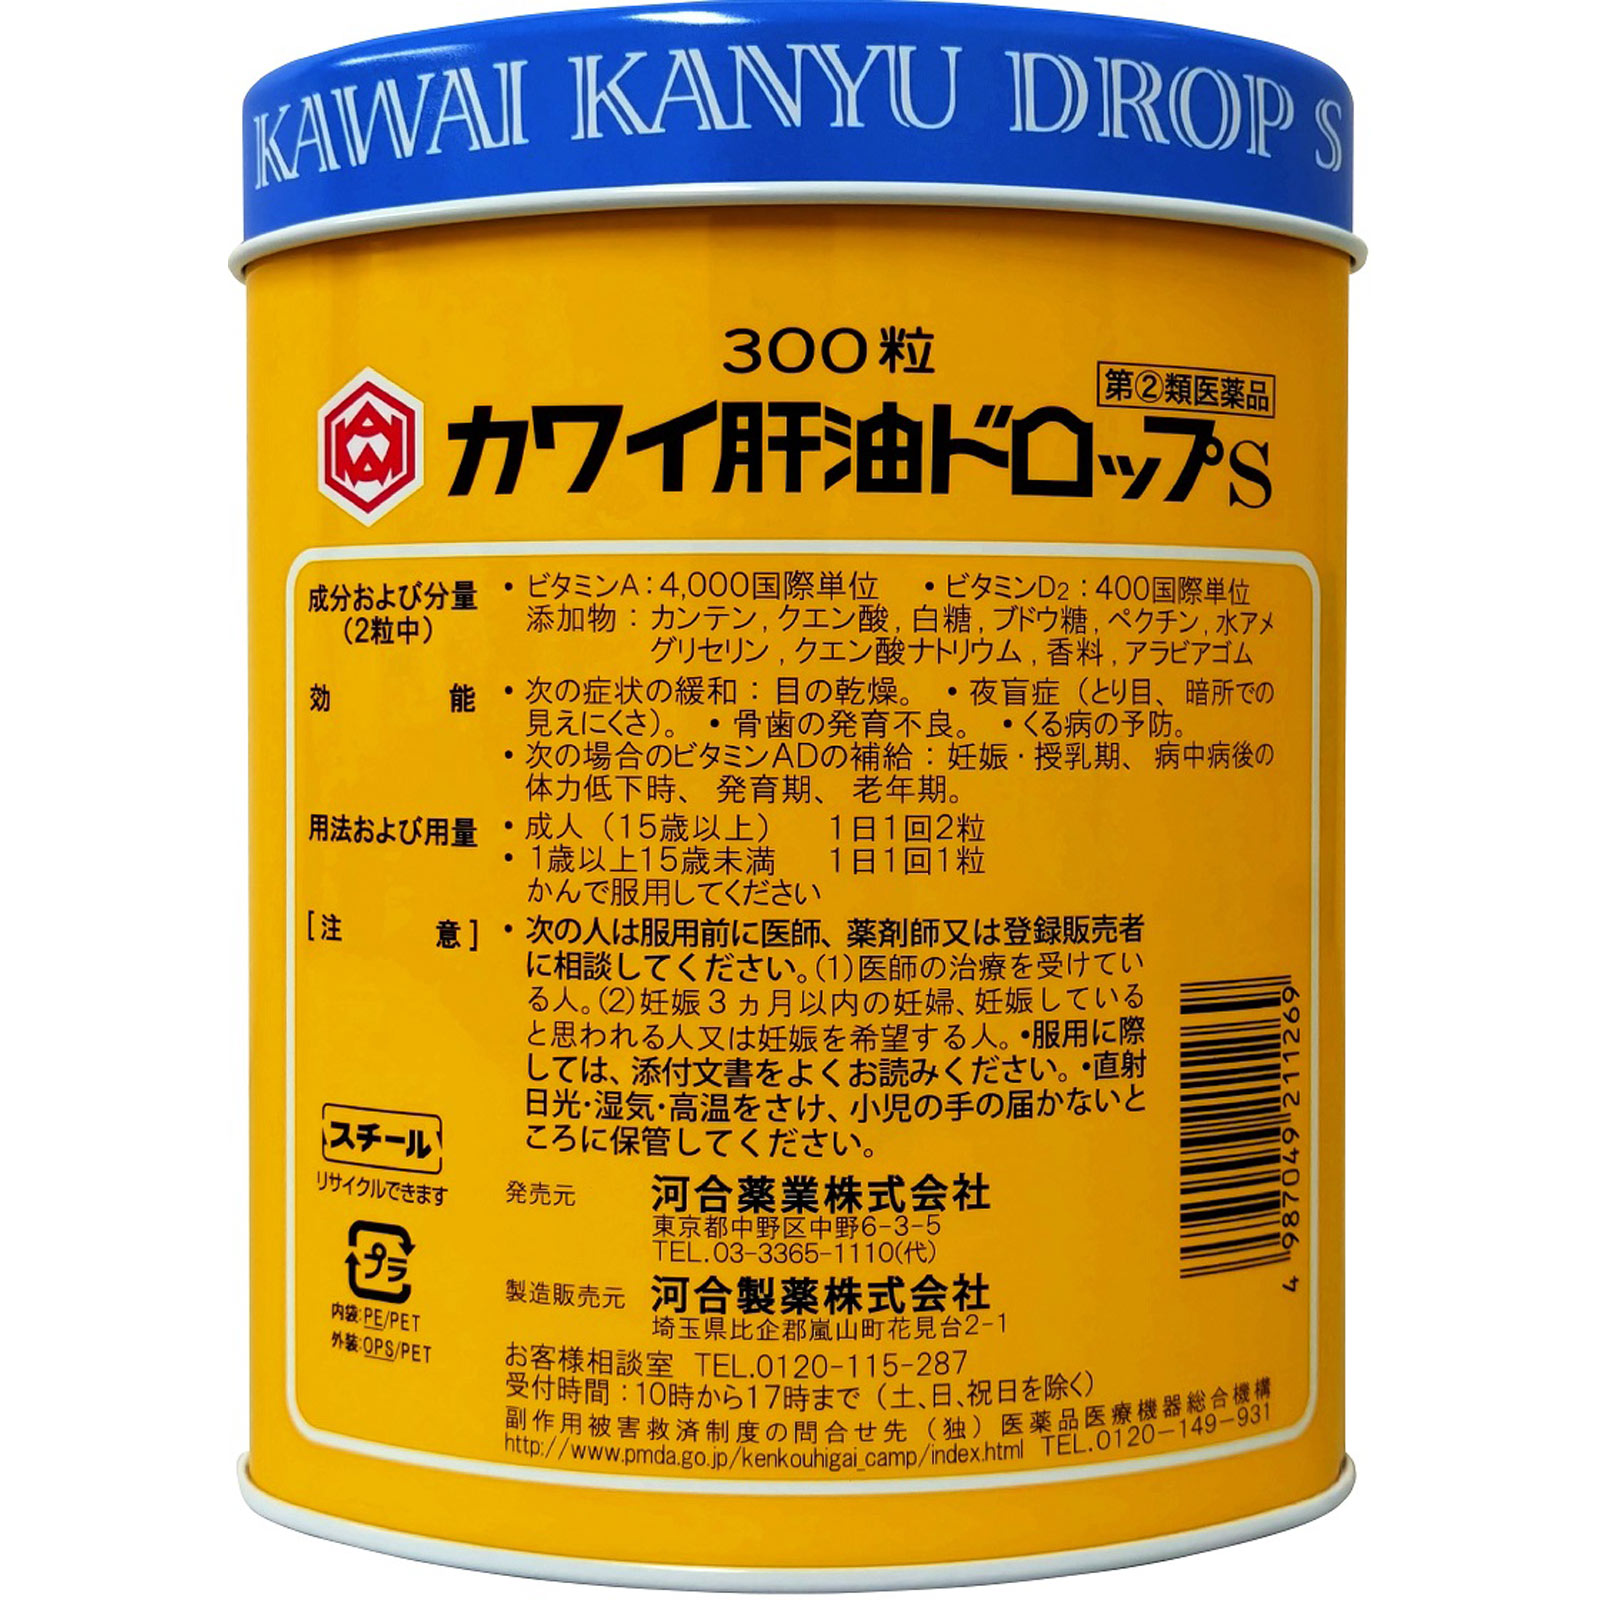 KAWAI KANYU DROP S
300粒
第②類医薬品
カワイ肝油ドロップS
成分および分量
(2粒中)
・ビタミンA:4,000国際単位 ・ビタミンD2:400国際単位
添加物:カンテン,クエン酸,白糖,ブドウ糖,ペクチン,水アメ
グリセリン,クエン酸ナトリウム,香料,アラビアゴム
効能
・次の症状の緩和:目の乾燥。 ・夜盲症(とり目、暗所での
見えにくさ)。 ・骨歯の発育不良。 ・くる病の予防。
・次の場合のビタミンADの補給:妊娠・授乳期、病中病後の
体力低下時、発育期、老年期。
用法および用量
・成人(15歳以上) 1日1回2粒
・1歳以上15歳未満 1日1回1粒
かんで服用してください
[注意]
・次の人は服用前に医師、薬剤師又は登録販売者
に相談してください。(1)医師の治療を受けてい
る人。(2)妊娠3ヵ月以内の妊婦、妊娠している
と思われる人又は妊娠を希望する人。・服用に際
しては、添付文書をよくお読みください。・直射
日光・湿気・高温をさけ、小児の手の届かないと
ころに保管してください。
スチール
リサイクルできます
プラ
内袋:PE/PET
外装:OPS/PET
発売元 河合薬業株式会社
東京都中野区中野6-3-5
TEL.03-3365-1110(代)
製造販売元 河合製薬株式会社
埼玉県比企郡嵐山町花見台2-1
お客様相談室 TEL.0120-115-287
受付時間:10時から17時まで(土、日、祝日を除く)
副作用被害救済制度の問合せ先(独)医薬品医療機器総合機構
http://www.pmda.go.jp/kenkouhigai_camp/index.html TEL.0120-149-931
4 987049 211269